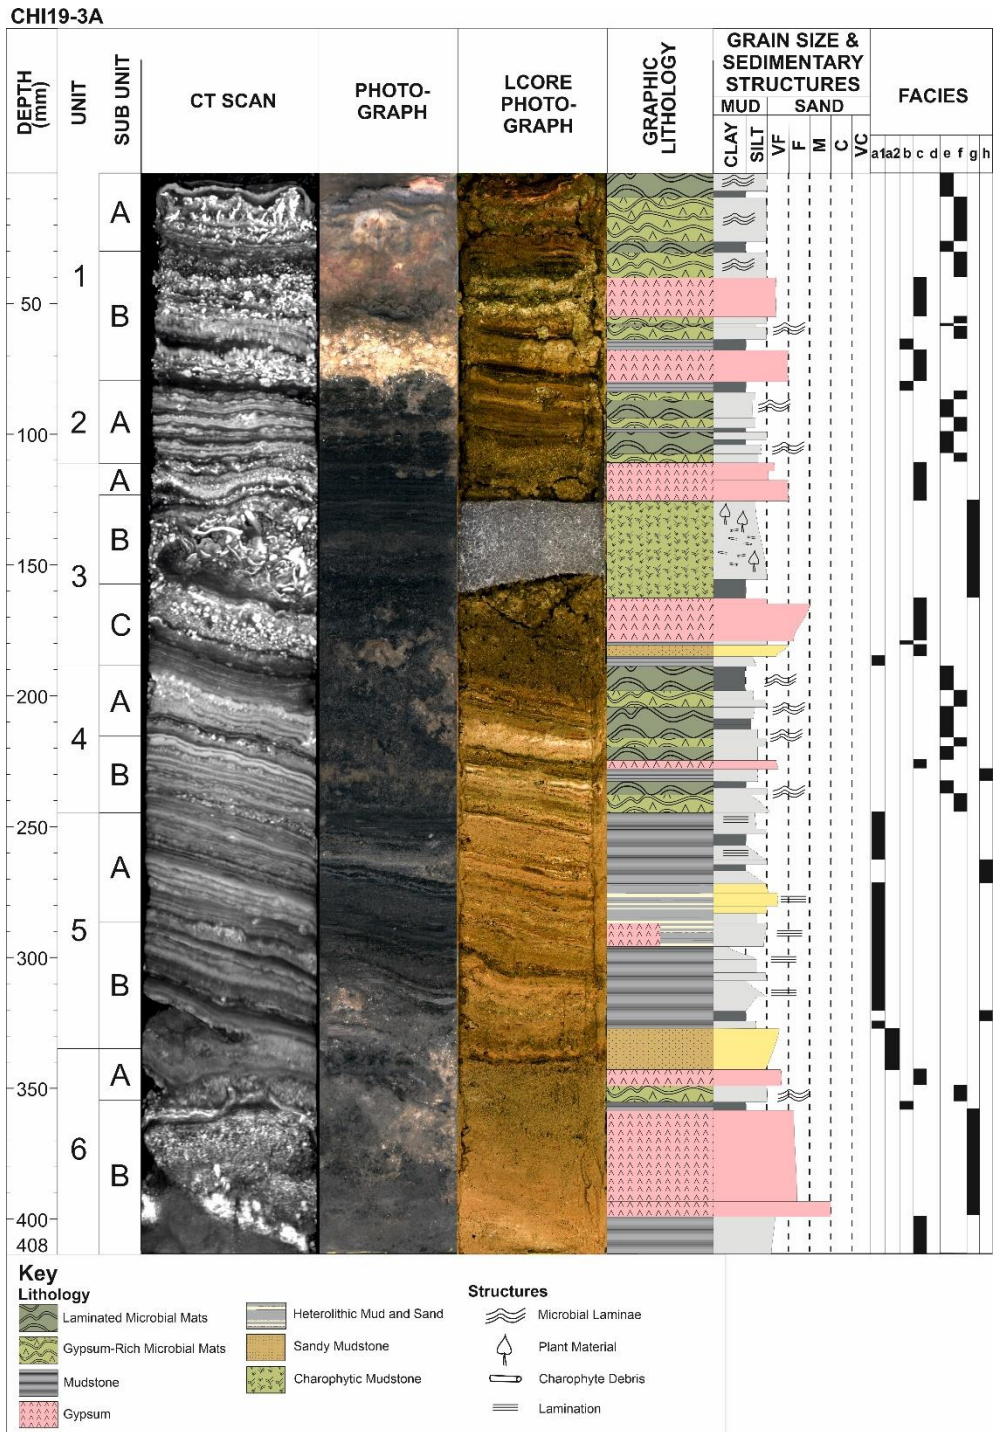 CHI19-3A
DEPTH (mm)
UNIT
SUB UNIT
CT SCAN
PHOTO-
GRAPH
LCORE
PHOTO-
GRAPH
GRAPHIC
LITHOLOGY
GRAIN SIZE &
SEDIMENTARY
STRUCTURES
MUD SAND
CLAY SILT VF F M C VC
FACIES
a1 a2 b c d e f g h
A
1
50
B
2
A
100
A
B
150
3
C
200
A
4
B
250
A
5
300
B
A
350
6
B
400
408
Key
Lithology
Laminated Microbial Mats
Gypsum-Rich Microbial Mats
Mudstone
Gypsum
Heterolithic Mud and Sand
Sandy Mudstone
Charophytic Mudstone
Structures
Microbial Laminae
Plant Material
Charophyte Debris
Lamination